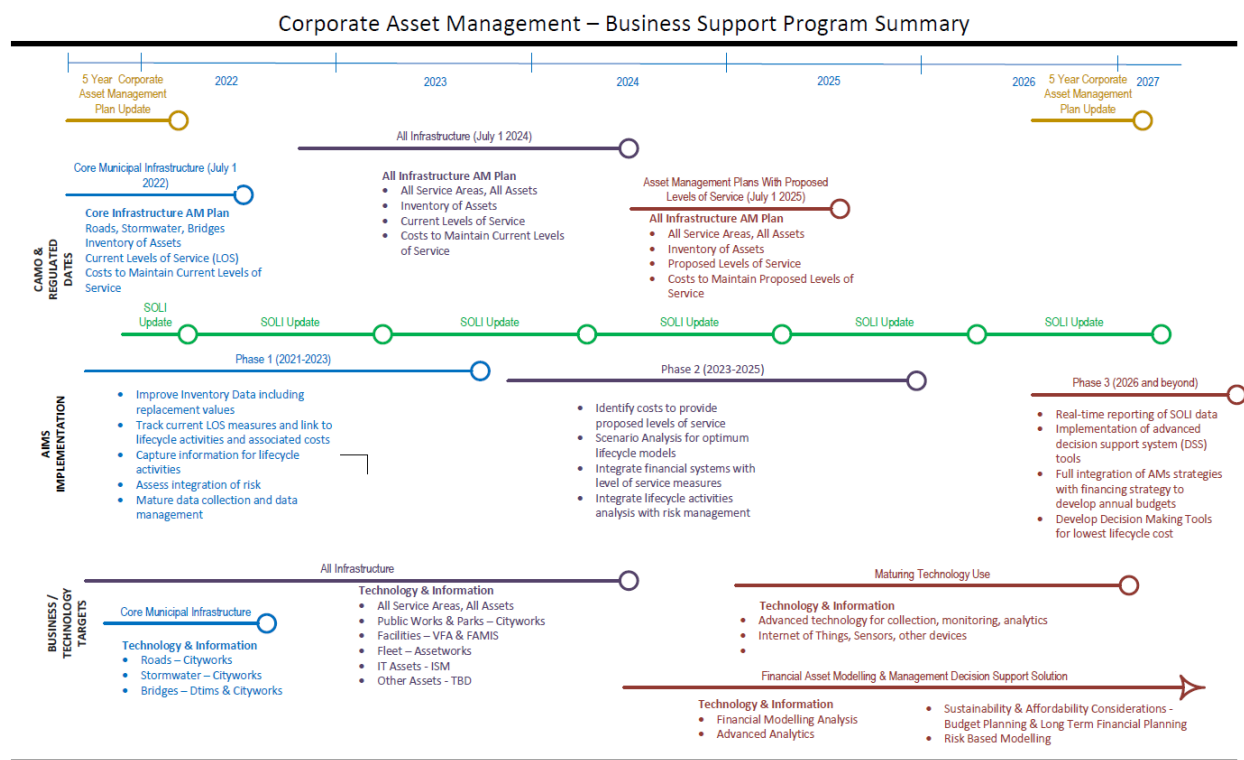 Corporate Asset Management – Business Support Program Summary
2022
2023
2024
2025
2026
2027
5 Year Corporate
Asset Management
Plan Update
5 Year Corporate
Asset Management
Plan Update
CAMO &
REGULATED
DATES
All Infrastructure (July 1 2024)
Core Municipal Infrastructure (July 1
2022)
Core Infrastructure AM Plan
Roads, Stormwater, Bridges
Inventory of Assets
Current Levels of Service (LOS)
Costs to Maintain Current Levels of
Service
All Infrastructure AM Plan
• All Service Areas, All Assets
• Inventory of Assets
• Current Levels of Service
• Costs to Maintain Current Levels
of Service
Asset Management Plans With Proposed
Levels of Service (July 1 2025)
All Infrastructure AM Plan
• All Service Areas, All Assets
• Inventory of Assets
• Proposed Levels of Service
• Costs to Maintain Proposed Levels of
Service
SOLI
Update
SOLI Update
SOLI Update
SOLI Update
SOLI Update
SOLI Update
AIMS
IMPLEMENTATION
Phase 1 (2021-2023)
• Improve Inventory Data including
replacement values
• Track current LOS measures and link to
lifecycle activities and associated costs
• Capture information for lifecycle
activities
• Assess integration of risk
• Mature data collection and data
management
Phase 2 (2023-2025)
• Identify costs to provide
proposed levels of service
• Scenario Analysis for optimum
lifecycle models
• Integrate financial systems with
level of service measures
• Integrate lifecycle activities
analysis with risk management
Phase 3 (2026 and beyond)
• Real-time reporting of SOLI data
• Implementation of advanced
decision support system (DSS)
tools
• Full integration of AMs strategies
with financing strategy to
develop annual budgets
• Develop Decision Making Tools
for lowest lifecycle cost
BUSINESS /
TECHNOLOGY
TARGETS
All Infrastructure
Core Municipal Infrastructure
Technology & Information
• Roads – Cityworks
• Stormwater – Cityworks
• Bridges – Dtims & Cityworks
Technology & Information
• All Service Areas, All Assets
• Public Works & Parks – Cityworks
• Facilities – VFA & FAMIS
• Fleet – Assetworks
• IT Assets - ISM
• Other Assets - TBD
Maturing Technology Use
Technology & Information
• Advanced technology for collection, monitoring, analytics
• Internet of Things, Sensors, other devices
•
Financial Asset Modelling & Management Decision Support Solution
Technology & Information
• Financial Modelling Analysis
• Advanced Analytics
• Sustainability & Affordability Considerations -
Budget Planning & Long Term Financial Planning
• Risk Based Modelling